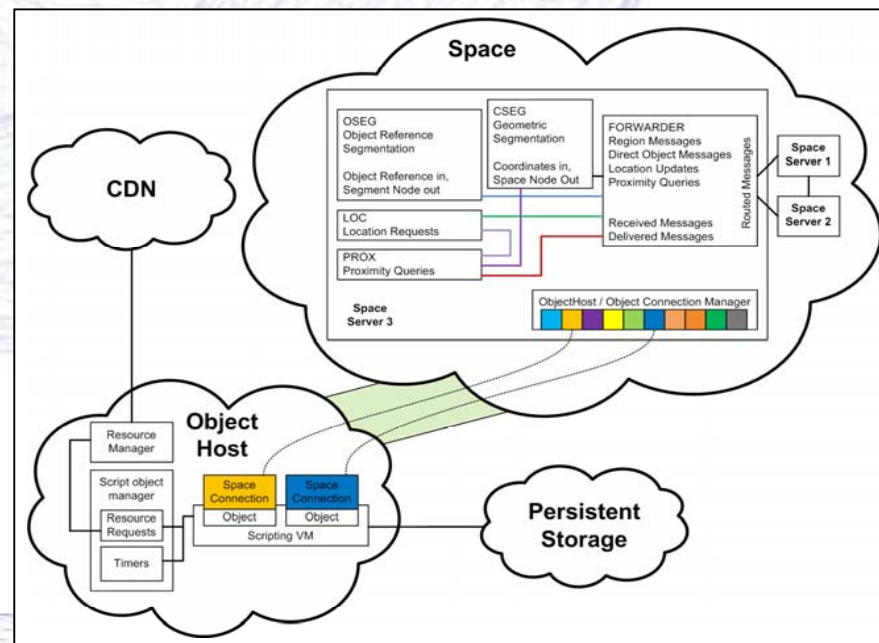 Space
OSEG
Object Reference
Segmentation
Object Reference in,
Segment Node out
CSEG
Geometric
Segmentation
Coordinates in,
Space Node Out
FORWARDER
Region Messages
Direct Object Messages
Location Updates
Proximity Queries
Received Messages
Delivered Messages
Routed Messages
Space
Server 1
Space
Server 2
LOC
Location Requests
PROX
Proximity Queries
Space
Server 3
ObjectHost / Object Connection Manager
CDN
Object
Host
Resource
Manager
Script object
manager
Resource
Requests
Timers
Space
Connection
Object
Space
Connection
Object
Scripting VM
Persistent
Storage